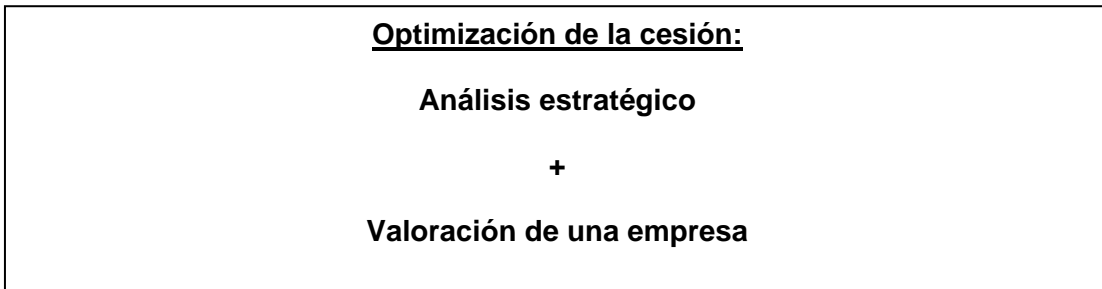 Optimización de la cesión:
Análisis estratégico
+
Valoración de una empresa